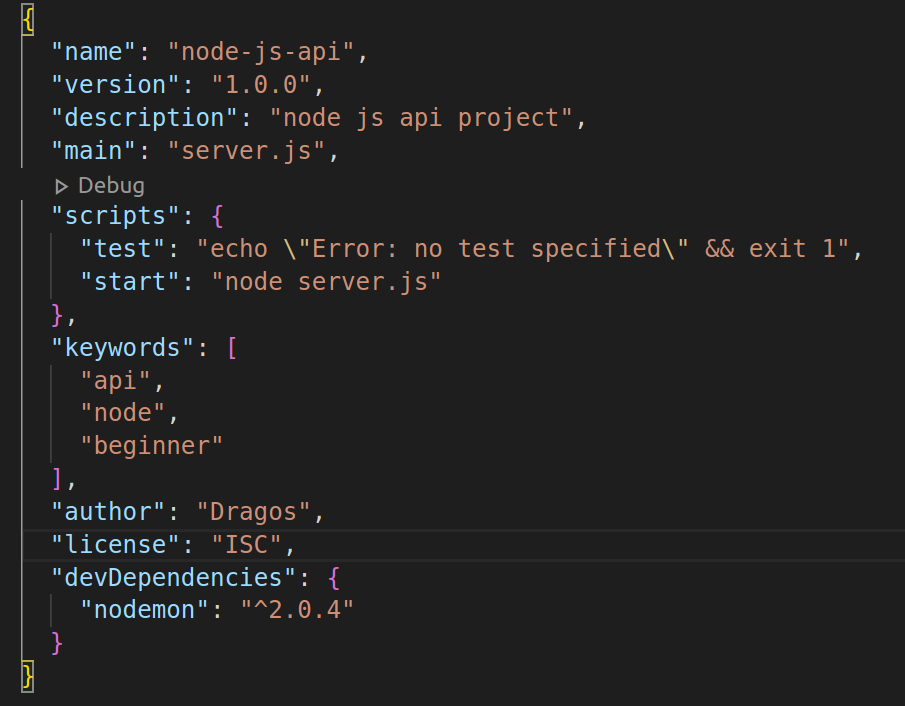 {
"name": "node-js-api",
"version": "1.0.0",
"description": "node js api project",
"main": "server.js",
Debug
"scripts": {
"test": "echo \"Error: no test specified\" && exit 1",
"start": "node server.js"
},
"keywords": [
"api",
"node",
"beginner"
],
"author": "Dragos",
"license": "ISC",
"devDependencies": {
"nodemon": "^2.0.4"
}
}